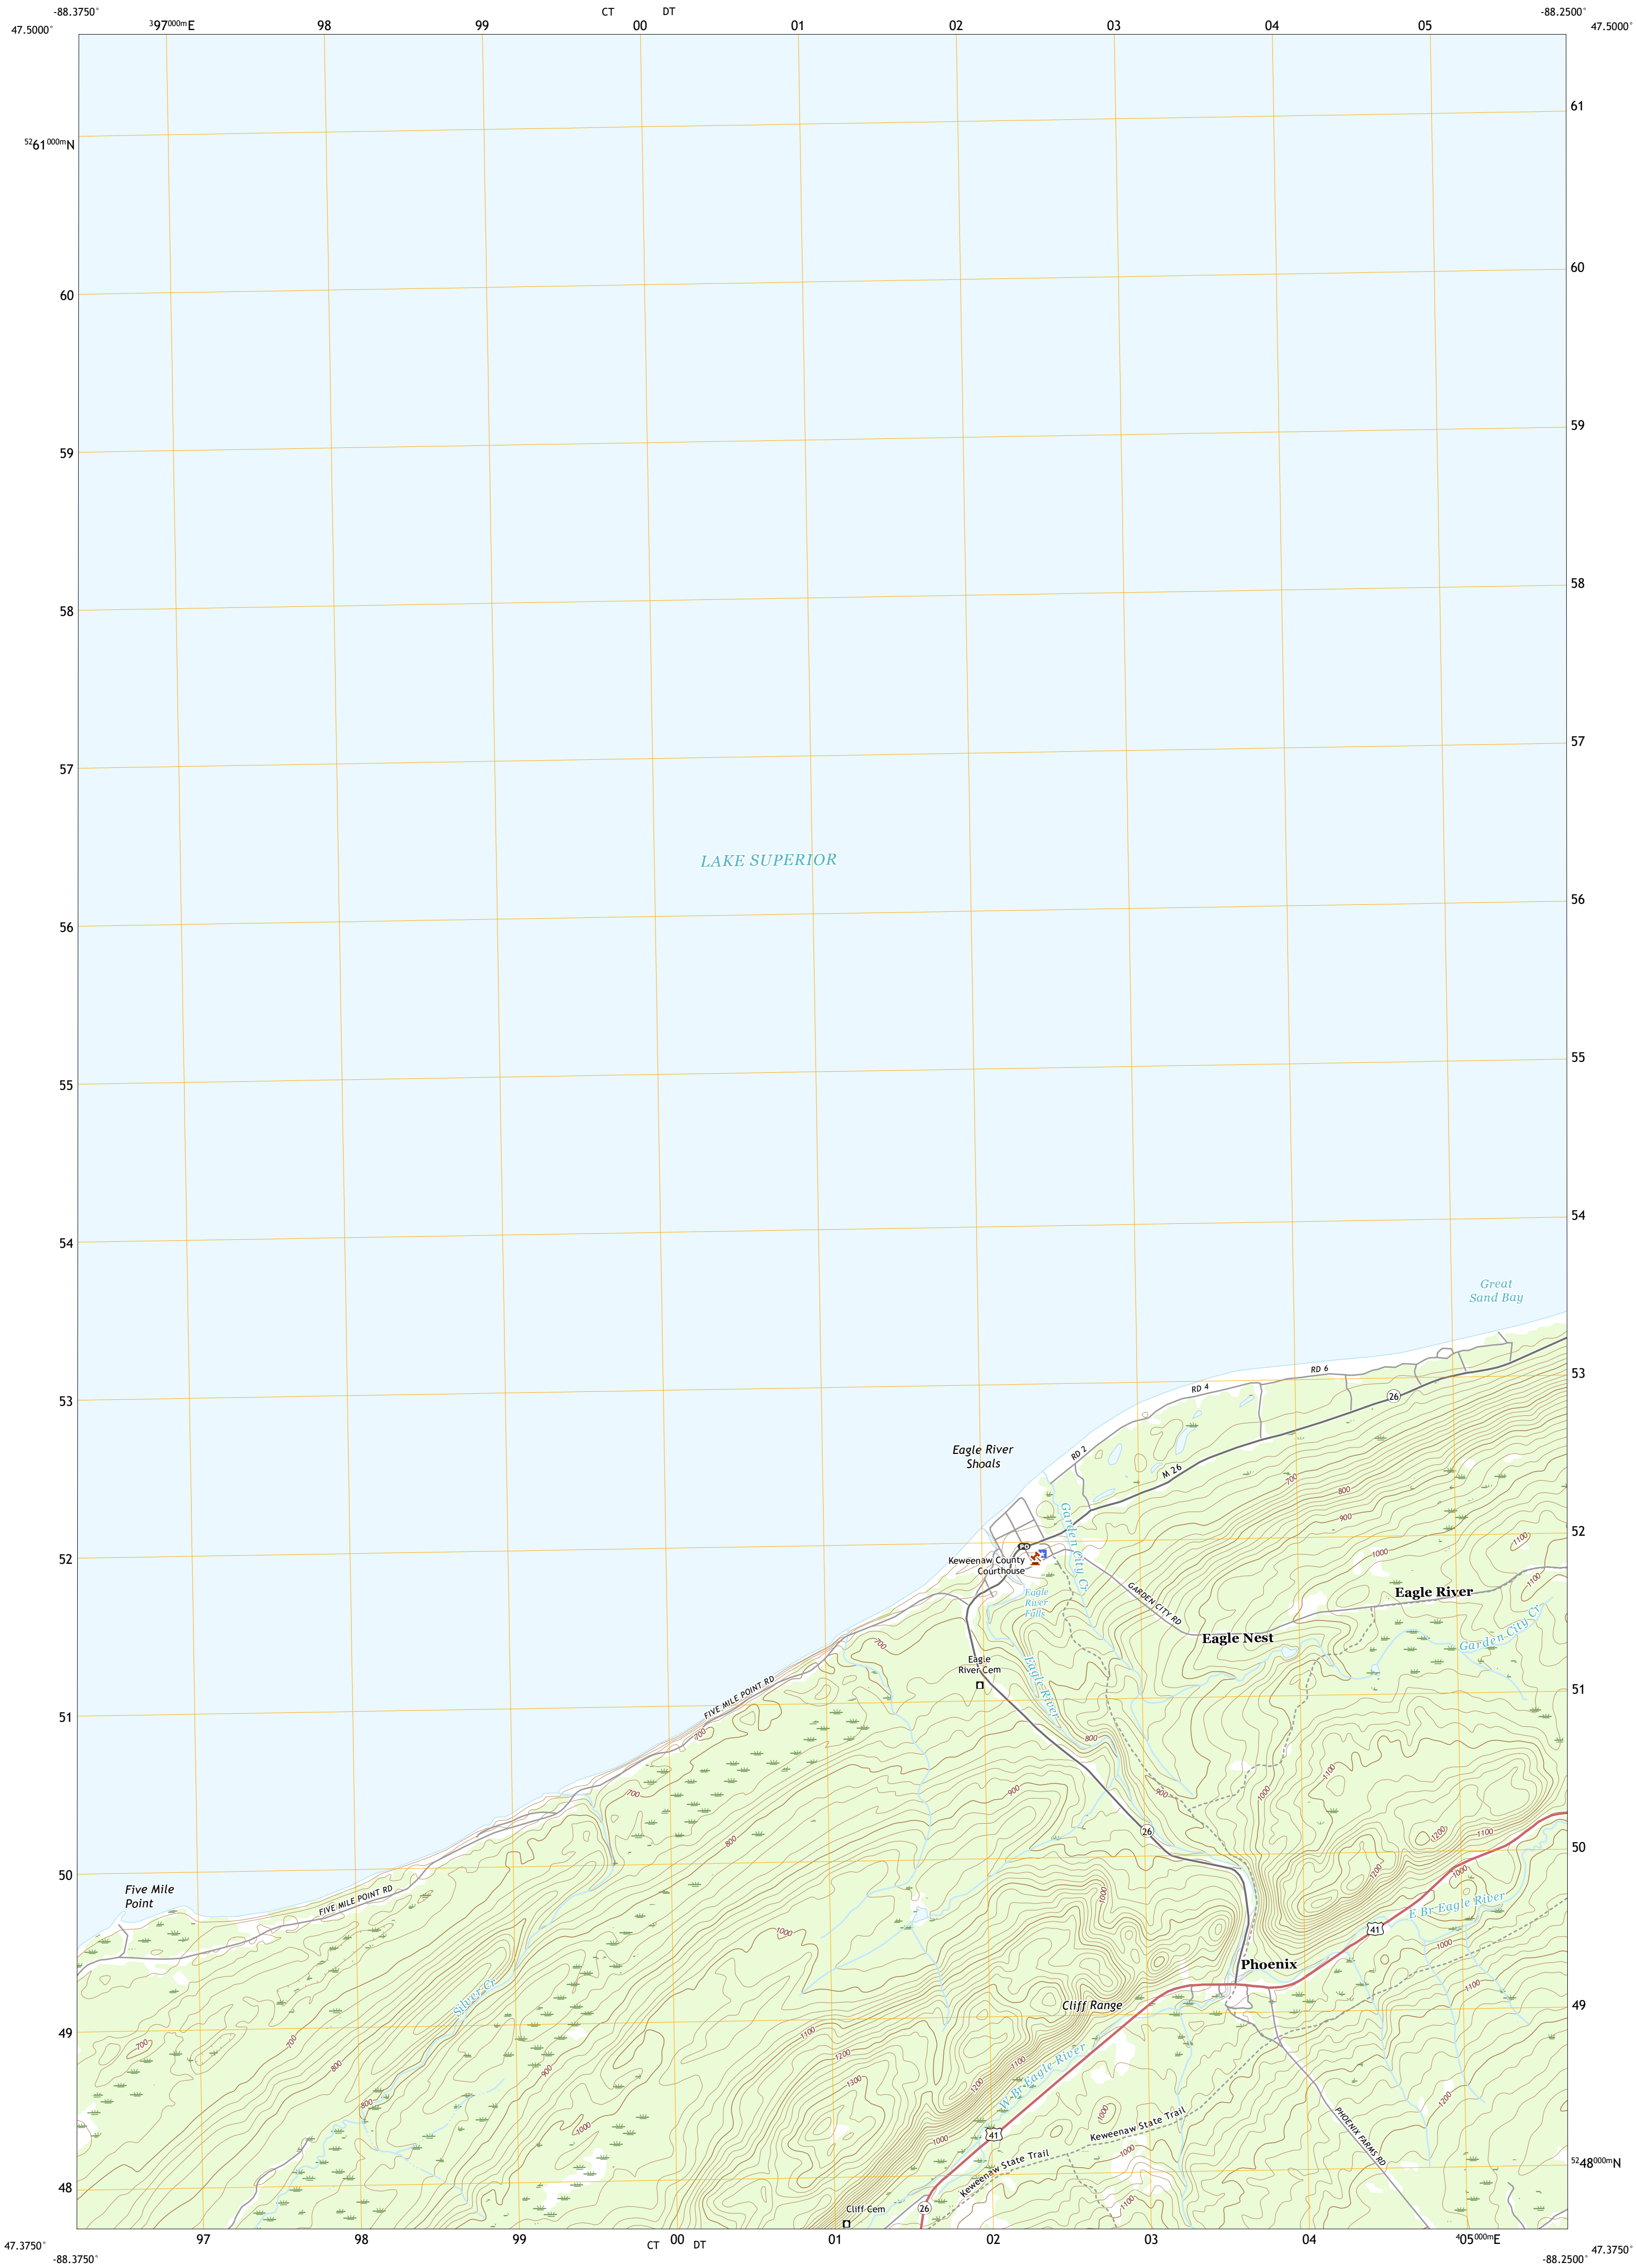 -88.3750°
CT
DT
-88.2500°
47.5000°
397000mE
98
99
00
01
02
03
04
05
47.5000°
61
5261000mN
60
60
59
59
58
58
57
57
LAKE SUPERIOR
56
56
55
55
54
54
Great
Sand Bay
RD 6
53
53
RD 4
26
Eagle River
Shoals
RD 2
M 26
700
800
900
Garden City Cr
52
52
1100
PO
Keweenaw County
Courthouse
1000
1100
GARDEN CITY RD
Eagle River
Eagle
River
Falls
Garden City Cr
Eagle Nest
700
Eagle
River Cem
Eagle River
FIVE MILE POINT RD
51
51
700
800
1100
700
900
900
1000
800
26
1200
1100
50
50
1200
1000
Five Mile
Point
FIVE MILE POINT RD
1000
E Br Eagle River
41
1000
1000
Phoenix
1100
Silver Cr
Cliff Range
49
49
700
700
1100
800
1200
1100
W Br Eagle River
900
1300
1200
800
1000
1200
1000
Keweenaw State Trail
PHOENIX FARMS RD
41
1000
Keweenaw State Trail
1000
5248000mN
48
1100
Cliff Cem
26
97
98
99
00
01
02
03
04
405000mE
47.3750°
CT
DT
47.3750°
-88.3750°
-88.2500°